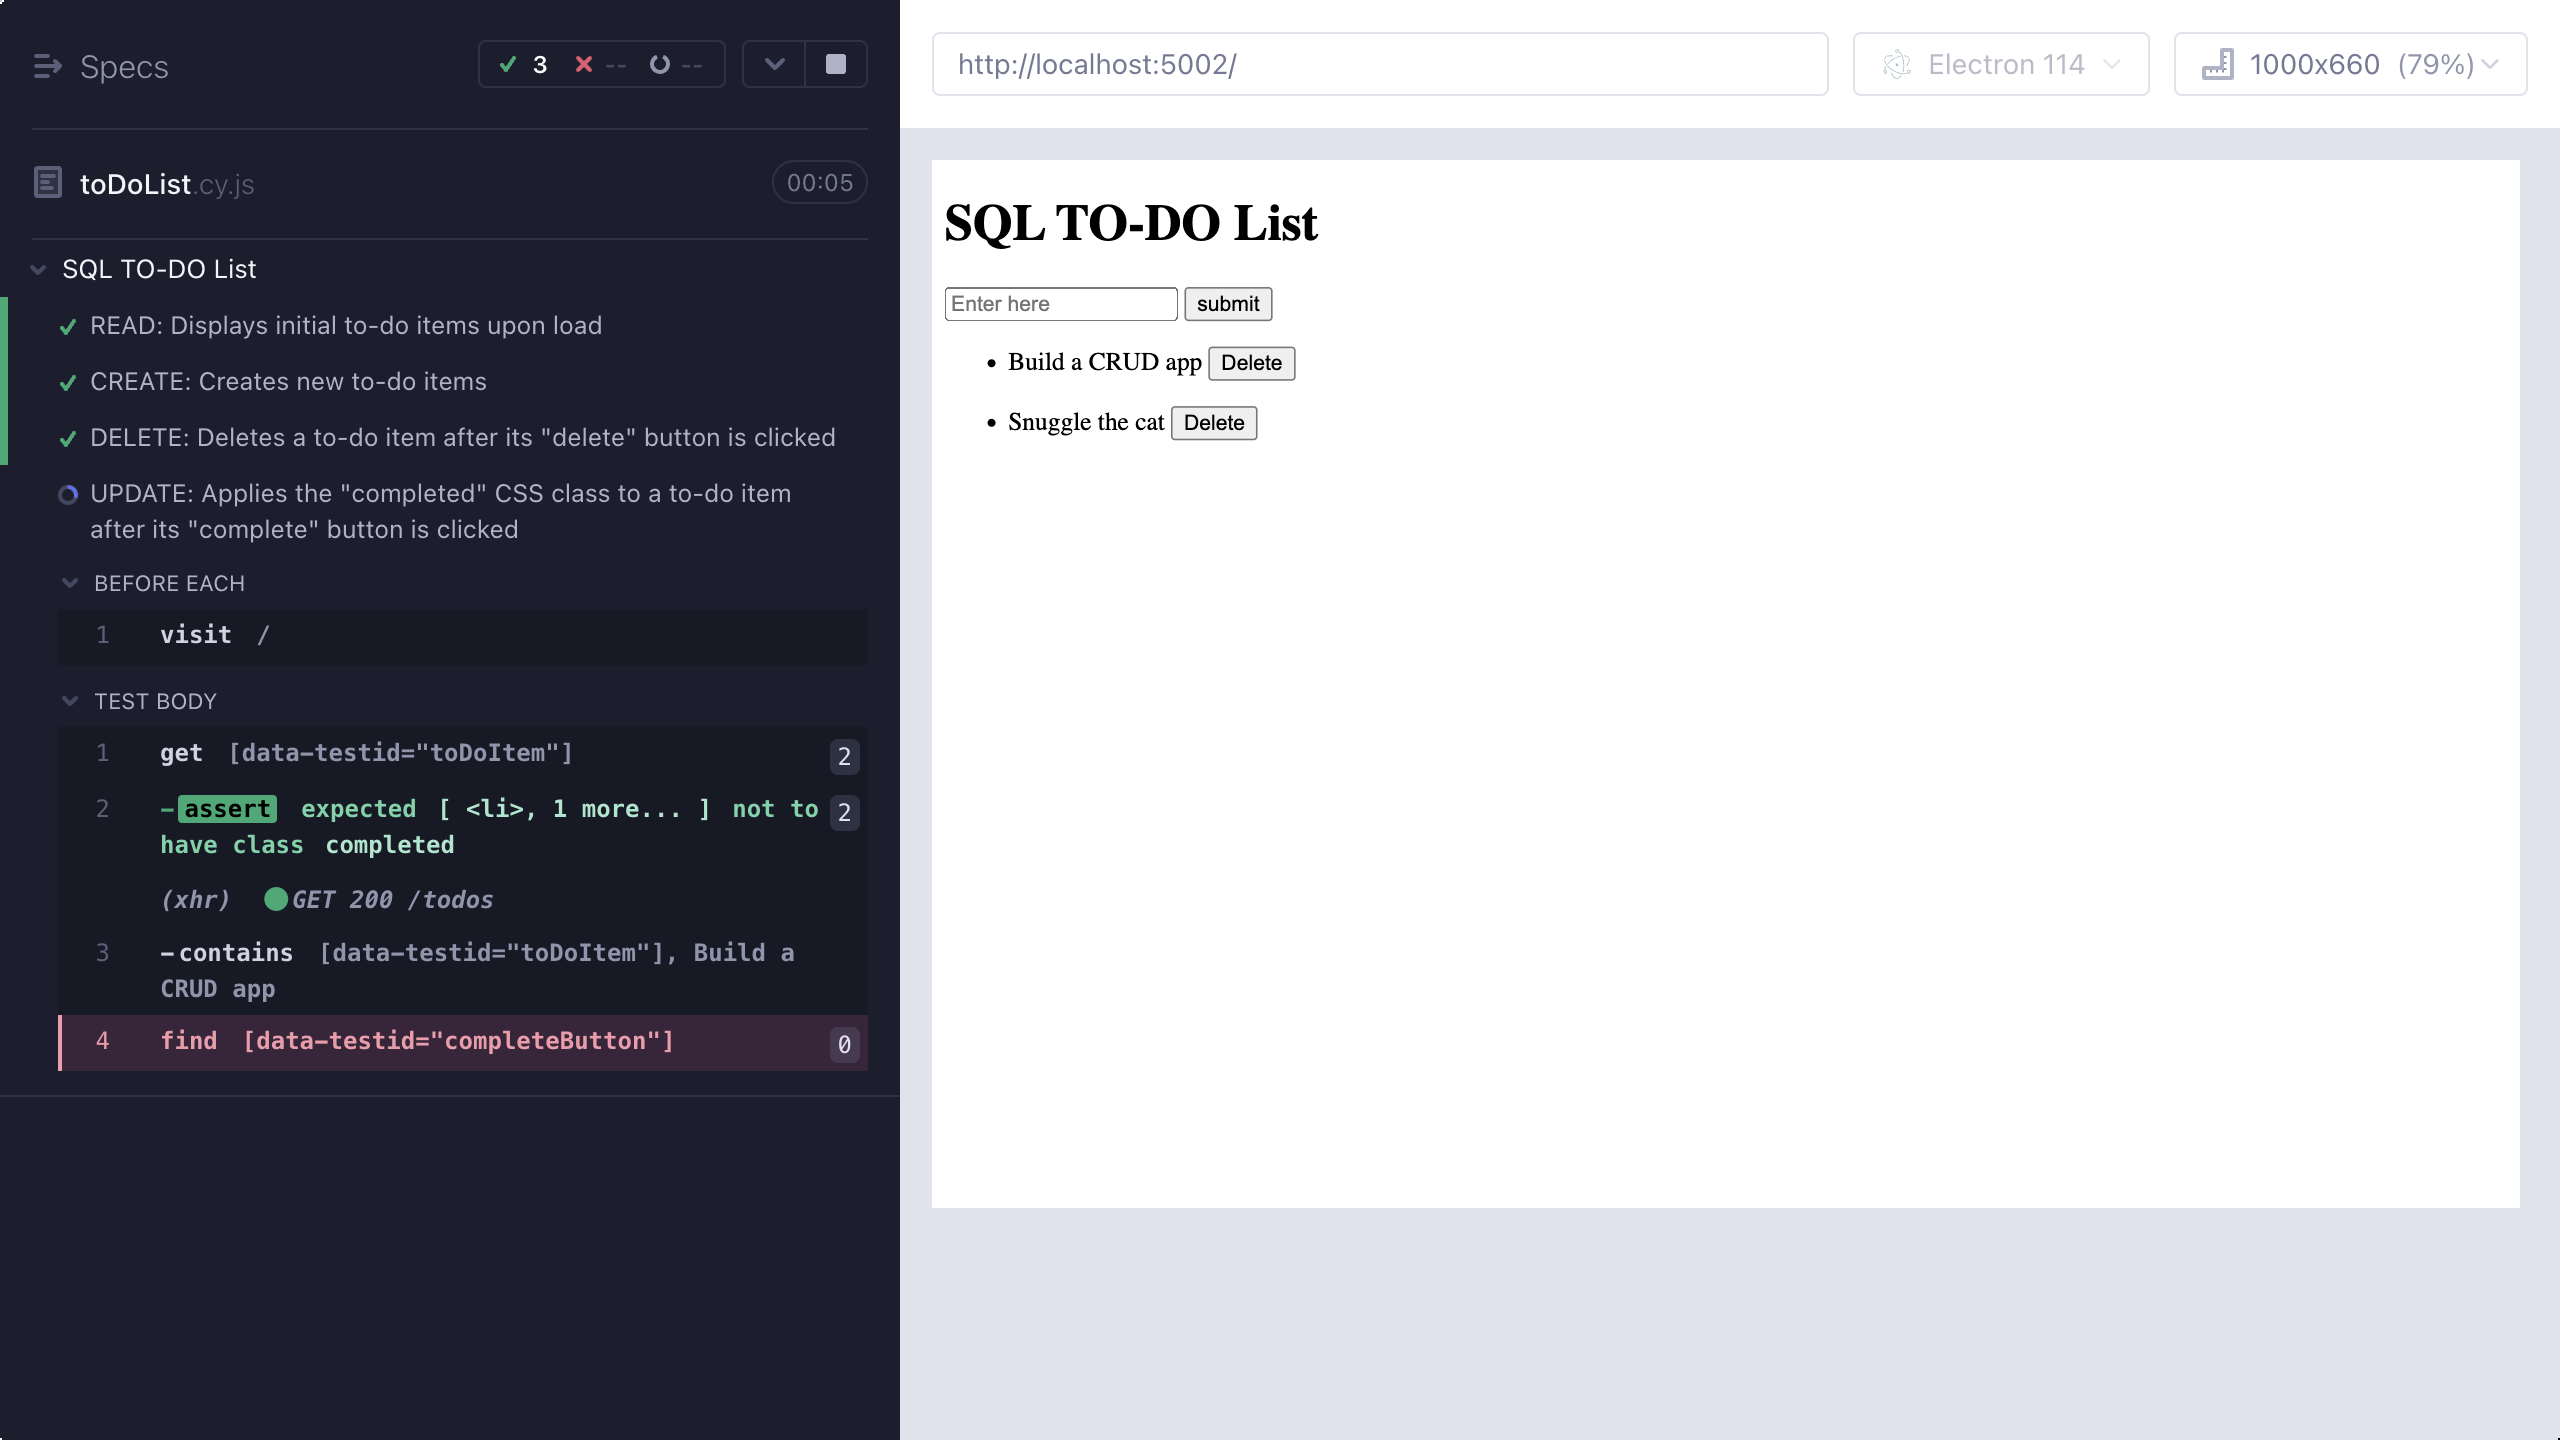 Specs
3 -- --
toDoList.cy.js 00:05
SQL TO-DO List
READ: Displays initial to-do items upon load
CREATE: Creates new to-do items
DELETE: Deletes a to-do item after its "delete" button is clicked
UPDATE: Applies the "completed" CSS class to a to-do item
after its "complete" button is clicked
BEFORE EACH
1 visit /
TEST BODY
1 get [data-testid="toDoItem"] 2
2 -assert expected [ <li>, 1 more... ] not to 2
have class completed
(xhr) GET 200 /todos
3 -contains [data-testid="toDoItem"], Build a
CRUD app
4 find [data-testid="completeButton"] 0
http://localhost:5002/ Electron 114 1000x660 (79%)
SQL TO-DO List
Enter here submit
• Build a CRUD app Delete
• Snuggle the cat Delete